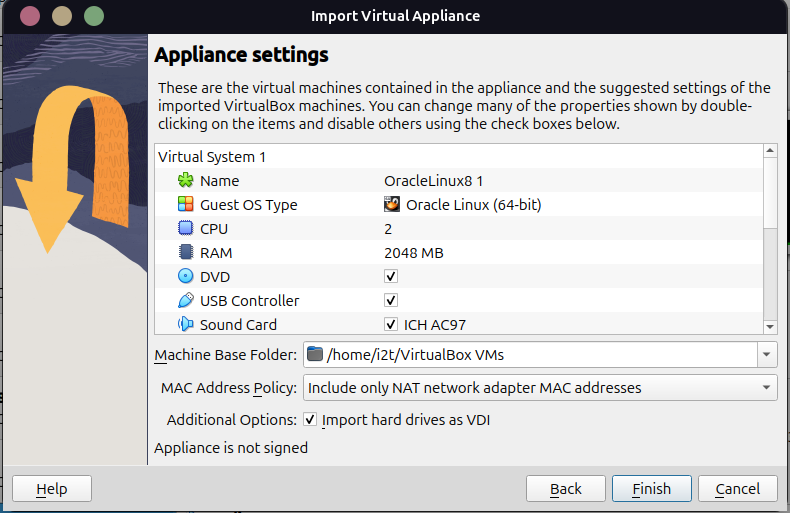 Import Virtual Appliance
Appliance settings
These are the virtual machines contained in the appliance and the suggested settings of the
imported VirtualBox machines. You can change many of the properties shown by double-
clicking on the items and disable others using the check boxes below.
Virtual System 1
Name OracleLinux8 1
Guest OS Type Oracle Linux (64-bit)
CPU 2
RAM 2048 MB
DVD
USB Controller
Sound Card ICH AC97
Machine Base Folder: /home/i2t/VirtualBox VMs
MAC Address Policy: Include only NAT network adapter MAC addresses
Additional Options: Import hard drives as VDI
Appliance is not signed
Help Back Finish Cancel